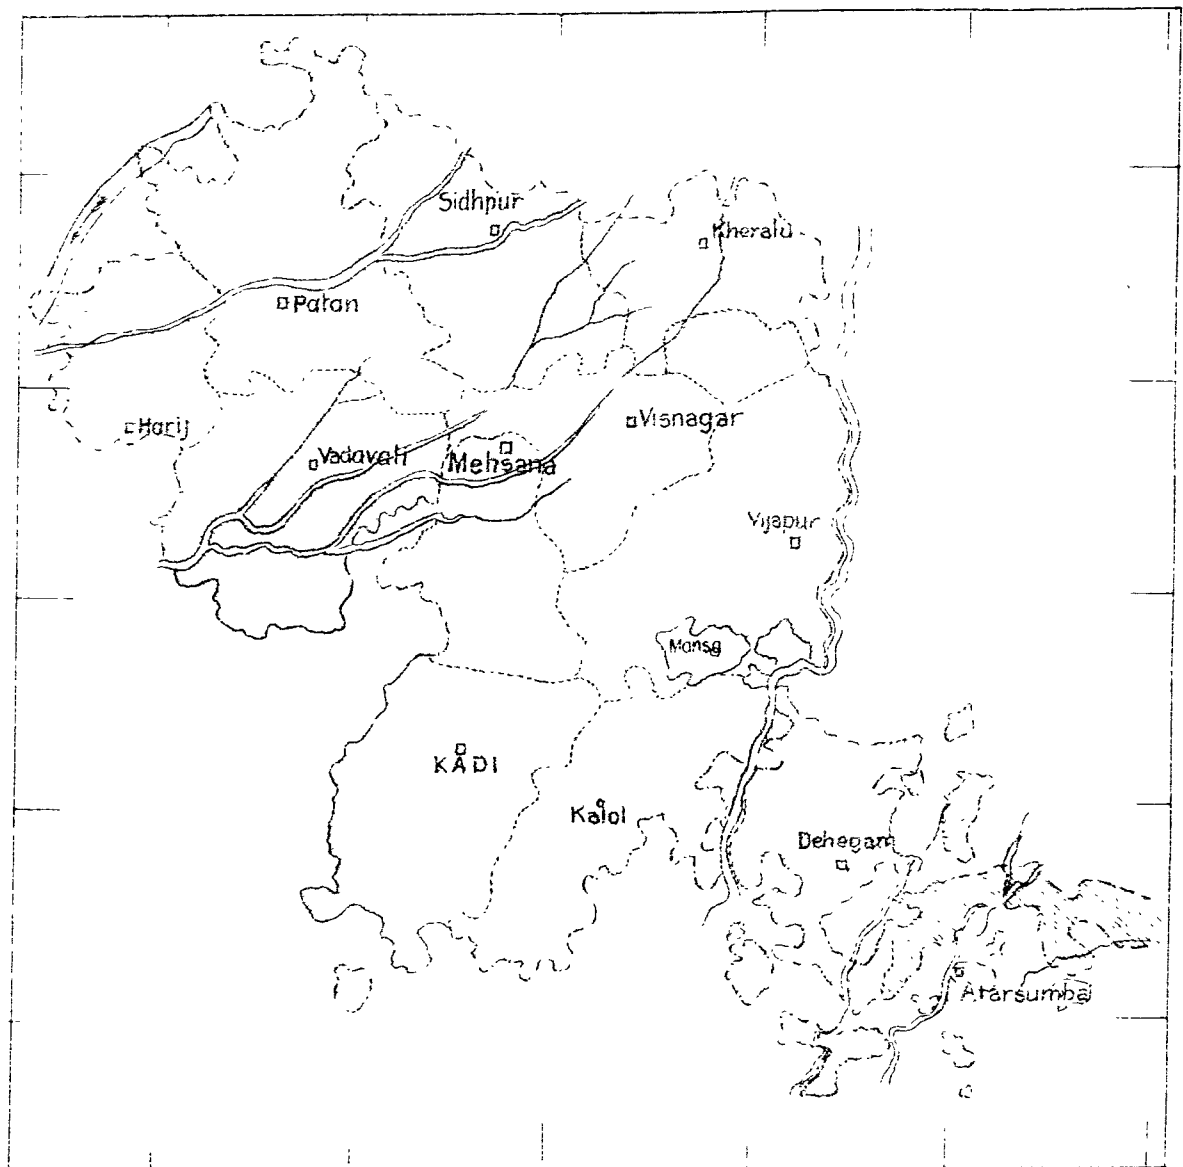 Sidhpur
Kheralu
Patan
Harij
Visnagar
Vadavali
Mehsana
Vijapur
Mansa
KADI
Kalol
Dehegam
Atarsumba